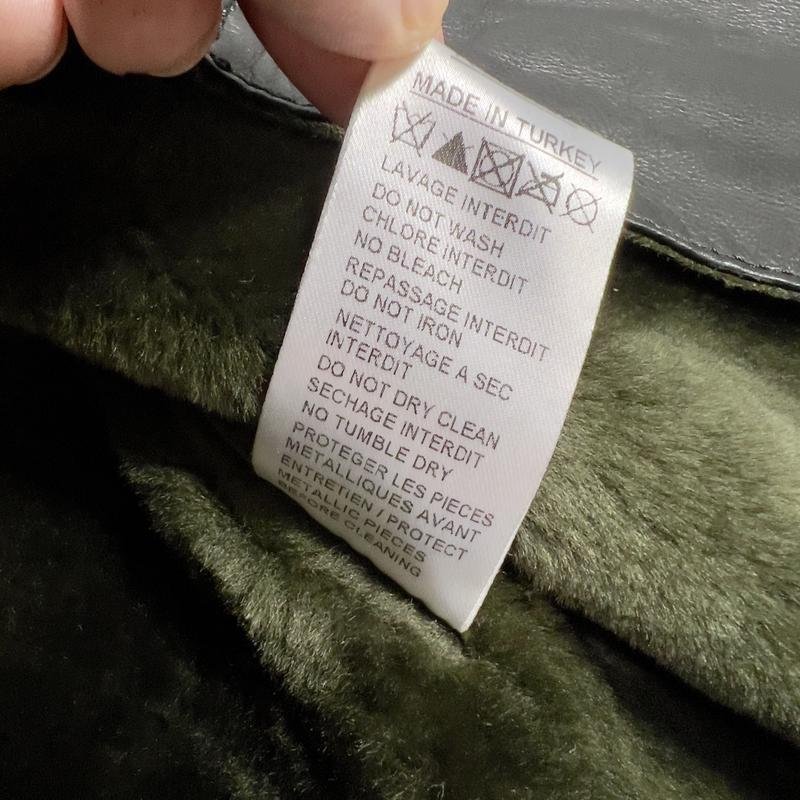 MADE IN TURKEY
LAVAGE INTERDIT
DO NOT WASH
CHLORE INTERDIT
NO BLEACH
REPASSAGE INTERDIT
DO NOT IRON
NETTOYAGE A SEC
INTERDIT
DO NOT DRY CLEAN
SECHAGE INTERDIT
NO TUMBLE DRY
PROTEGER LES PIECES
METALLIQUES AVANT
ENTRETIEN / PROTECT
METALLIC PIECES
BEFORE CLEANING